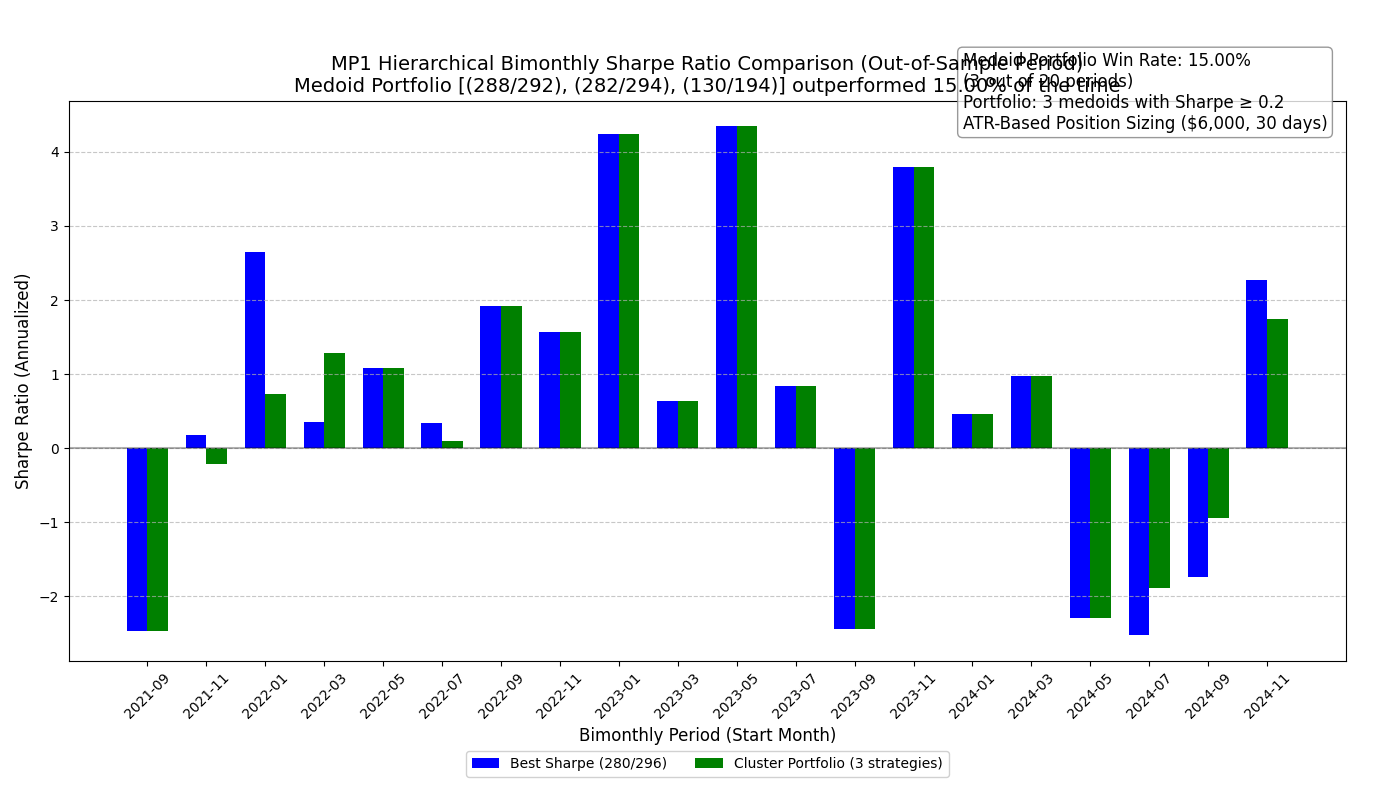 MP1 Hierarchical Bimonthly Sharpe Ratio Comparison (Out-of-Sample Period)
Medoid Portfolio [(288/292), (282/294), (130/194)] outperformed 15.00% of the time
Medoid Portfolio Win Rate: 15.00%
(3 out of 20 periods)
Portfolio: 3 medoids with Sharpe ≥ 0.2
ATR-Based Position Sizing ($6,000, 30 days)
Sharpe Ratio (Annualized)
4
3
2
1
0
−1
−2
2021-09
2021-11
2022-01
2022-03
2022-05
2022-07
2022-09
2022-11
2023-01
2023-03
2023-05
2023-07
2023-09
2023-11
2024-01
2024-03
2024-05
2024-07
2024-09
2024-11
Bimonthly Period (Start Month)
Best Sharpe (280/296)
Cluster Portfolio (3 strategies)